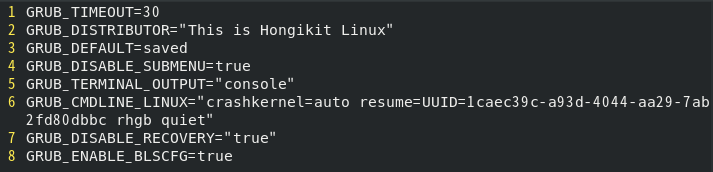 1 GRUB_TIMEOUT=30
2 GRUB_DISTRIBUTOR="This is Hongikit Linux"
3 GRUB_DEFAULT=saved
4 GRUB_DISABLE_SUBMENU=true
5 GRUB_TERMINAL_OUTPUT="console"
6 GRUB_CMDLINE_LINUX="crashkernel=auto resume=UUID=1caec39c-a93d-4044-aa29-7ab
2fd80dbbc rhgb quiet"
7 GRUB_DISABLE_RECOVERY="true"
8 GRUB_ENABLE_BLSCFG=true